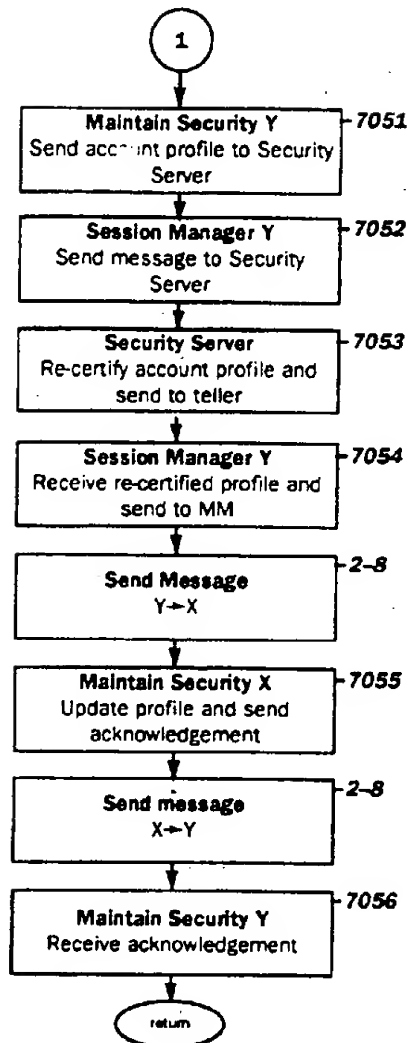 1
Maintain Security Y
7051
Send account profile to Security
Server
Session Manager Y
7052
Send message to Security
Server
Security Server
7053
Re-certify account profile and
send to teller
Session Manager Y
7054
Receive re-certified profile and
send to MM
2-8
Send Message
Y→X
Maintain Security X
7055
Update profile and send
acknowledgement
2-8
Send message
X→Y
7056
Maintain Security Y
Receive acknowledgement
return